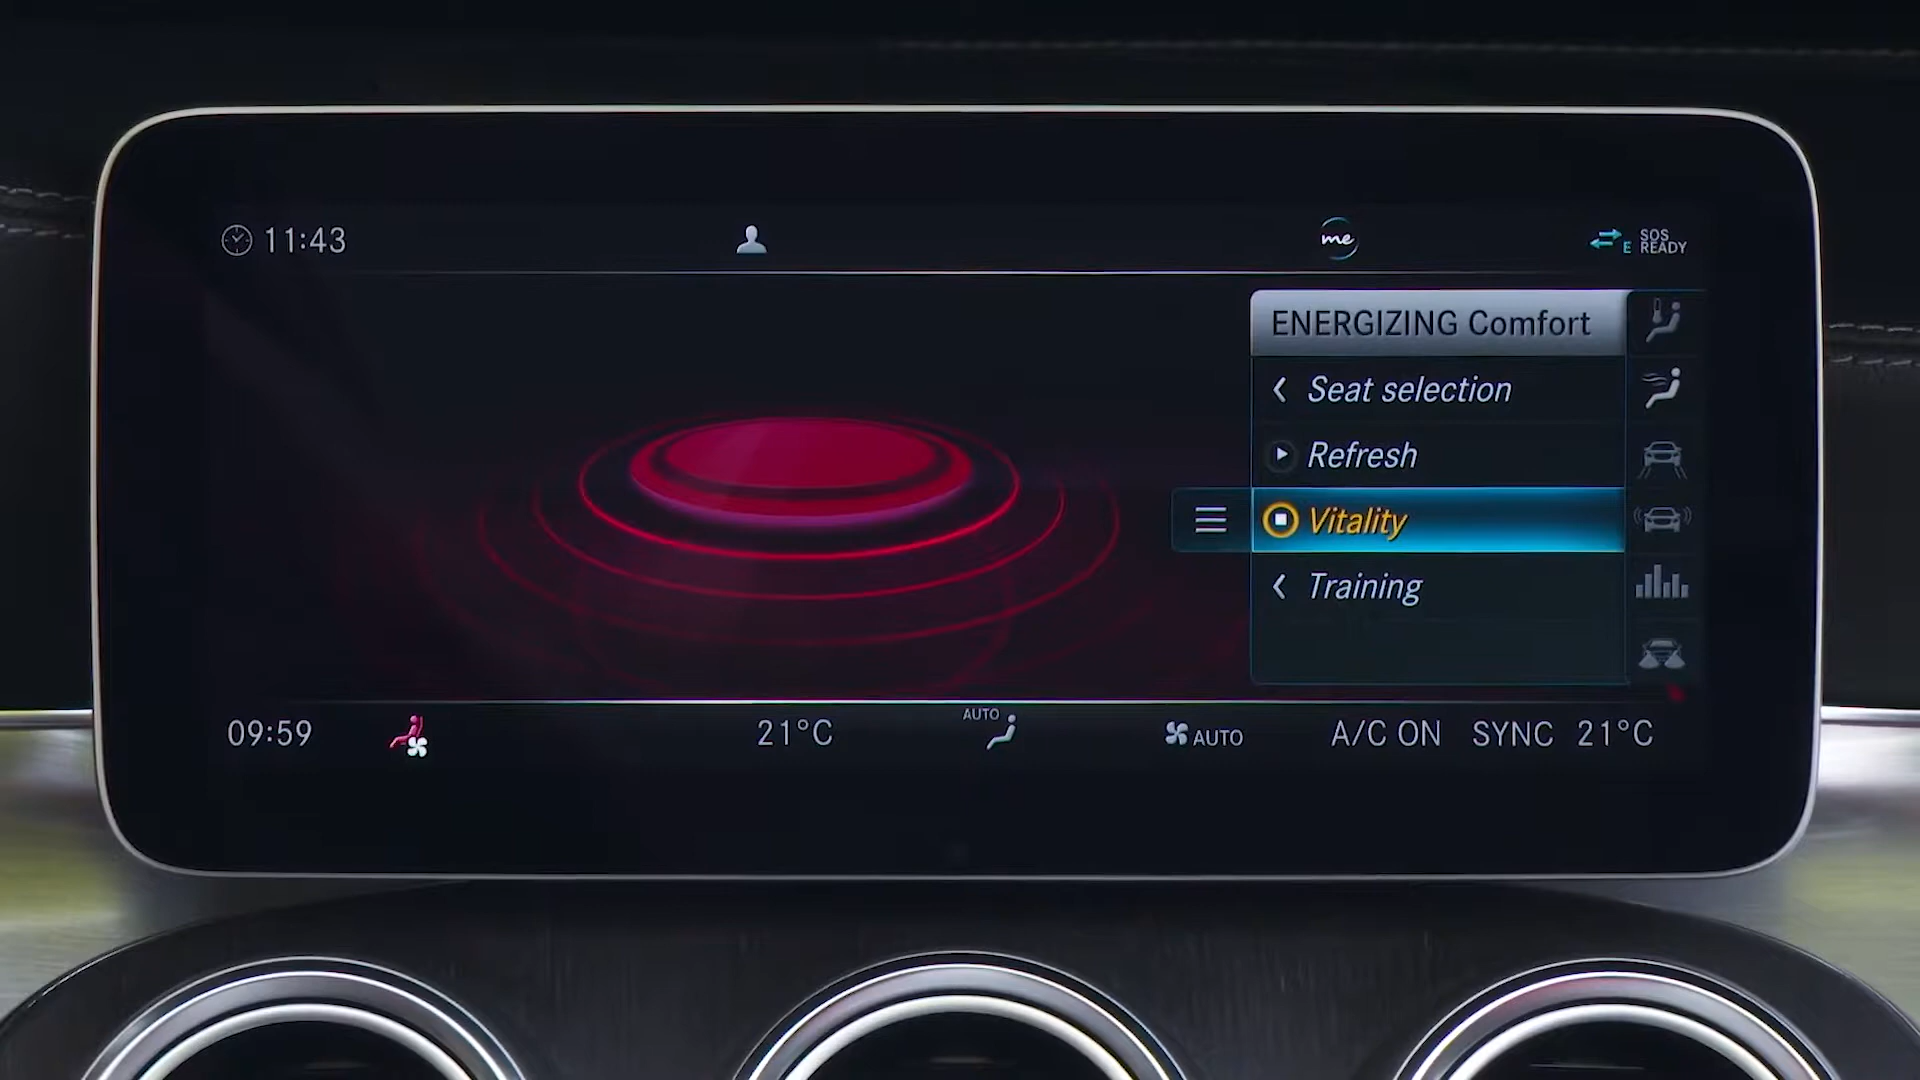 11:43
me
E
SOS
READY
ENERGIZING Comfort
Seat selection
Refresh
Vitality
Training
09:59
21°C
AUTO
AUTO
A/C ON
SYNC
21°C